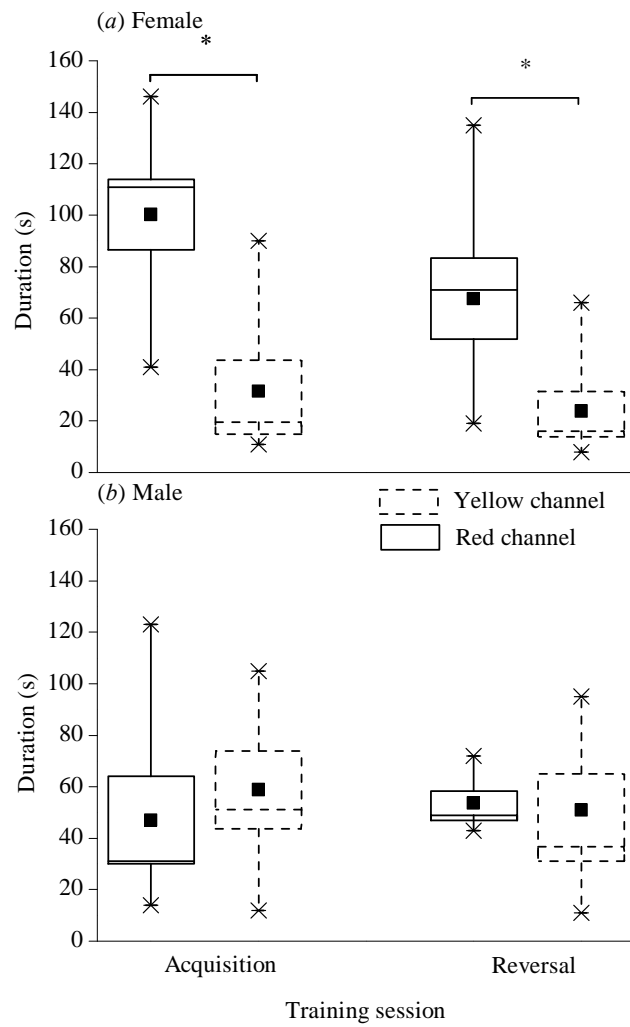 (a) Female
*
*
160
140
120
100
80
60
40
20
0
Duration (s)
(b) Male
Yellow channel
Red channel
160
140
120
100
80
60
40
20
0
Duration (s)
Acquisition Reversal
Training session